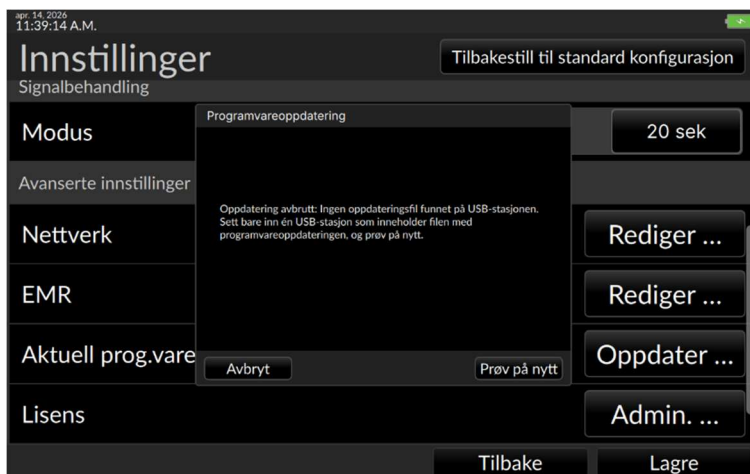 apr. 14, 2026
11:39:14 A.M.
Innstillinger
Tilbakestill til standard konfigurasjon
Signalbehandling
Programvareoppdatering
Modus
20 sek
Avanserte innstillinger
Oppdatering avbrutt: Ingen oppdateringsfil funnet på USB-stasjonen.
Sett bare inn én USB-stasjon som inneholder filen med
programvareoppdateringen, og prøv på nytt.
Nettverk
Rediger ...
EMR
Rediger ...
Aktuell prog.vare
Oppdater ...
Avbryt
Prøv på nytt
Lisens
Admin. ...
Tilbake
Lagre